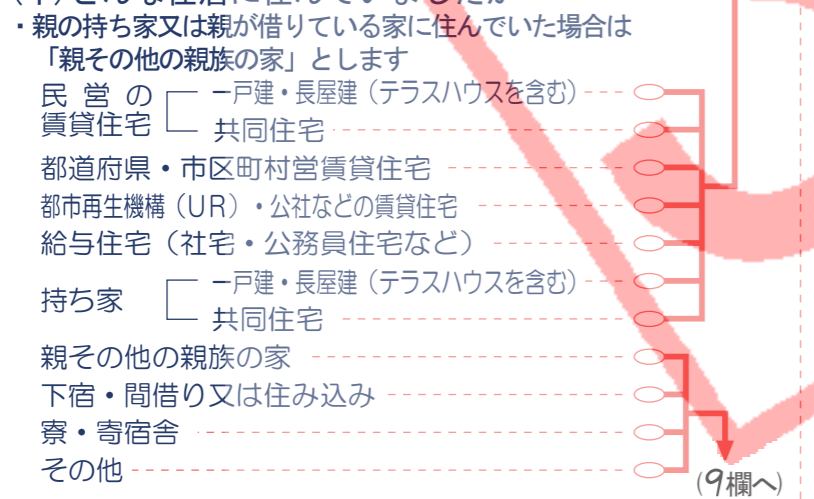 ・親の持ち家又は親が借りている家に住んでいた場合は
「親その他の親族の家」とします
民営の
賃貸住宅
一戸建・長屋建（テラスハウスを含む）
共同住宅
都道府県・市区町村営賃貸住宅
都市再生機構（UR）・公社などの賃貸住宅
給与住宅（社宅・公務員住宅など）
持ち家
一戸建・長屋建（テラスハウスを含む）
共同住宅
親その他の親族の家
下宿・間借り又は住み込み
寮・寄宿舎
その他
（9欄へ）